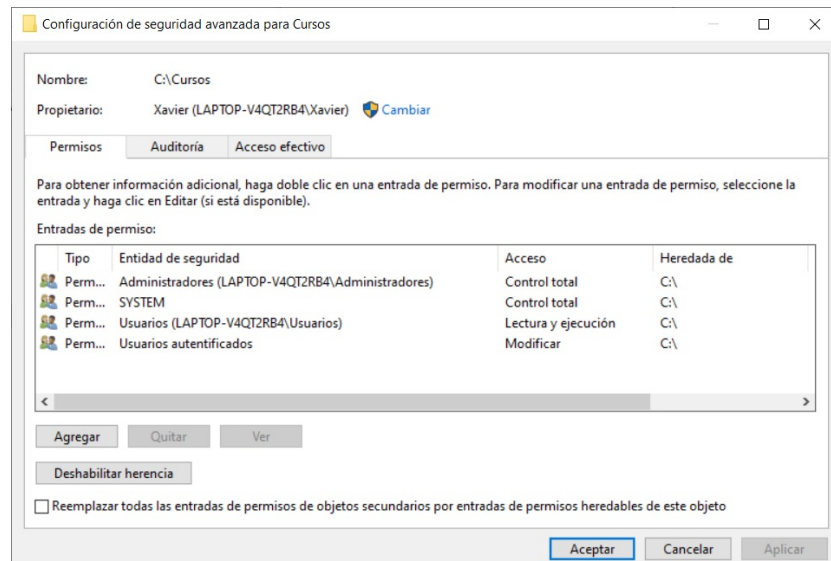 Configuración de seguridad avanzada para Cursos
Nombre: C:\Cursos
Propietario: Xavier (LAPTOP-V4QT2RB4\Xavier) Cambiar
Permisos Auditoría Acceso efectivo
Para obtener información adicional, haga doble clic en una entrada de permiso. Para modificar una entrada de permiso, seleccione la
entrada y haga clic en Editar (si está disponible).
Entradas de permiso:
Tipo Entidad de seguridad Acceso Heredada de
Perm... Administradores (LAPTOP-V4QT2RB4\Administradores) Control total C:\
Perm... SYSTEM Control total C:\
Perm... Usuarios (LAPTOP-V4QT2RB4\Usuarios) Lectura y ejecución C:\
Perm... Usuarios autentificados Modificar C:\
Agregar Quitar Ver
Deshabilitar herencia
Reemplazar todas las entradas de permisos de objetos secundarios por entradas de permisos heredables de este objeto
Aceptar Cancelar Aplicar